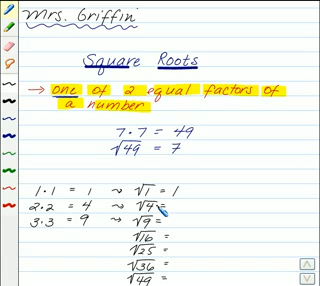 Mrs. Griffin
Square Roots
→ one of 2 equal factors of
a number
7 · 7 = 49
√49 = 7
1 · 1 = 1 ⤳ √1 = 1
2 · 2 = 4 ⤳ √4 =
3 · 3 = 9 ⤳ √9 =
√16 =
√25 =
√36 =
√49 =